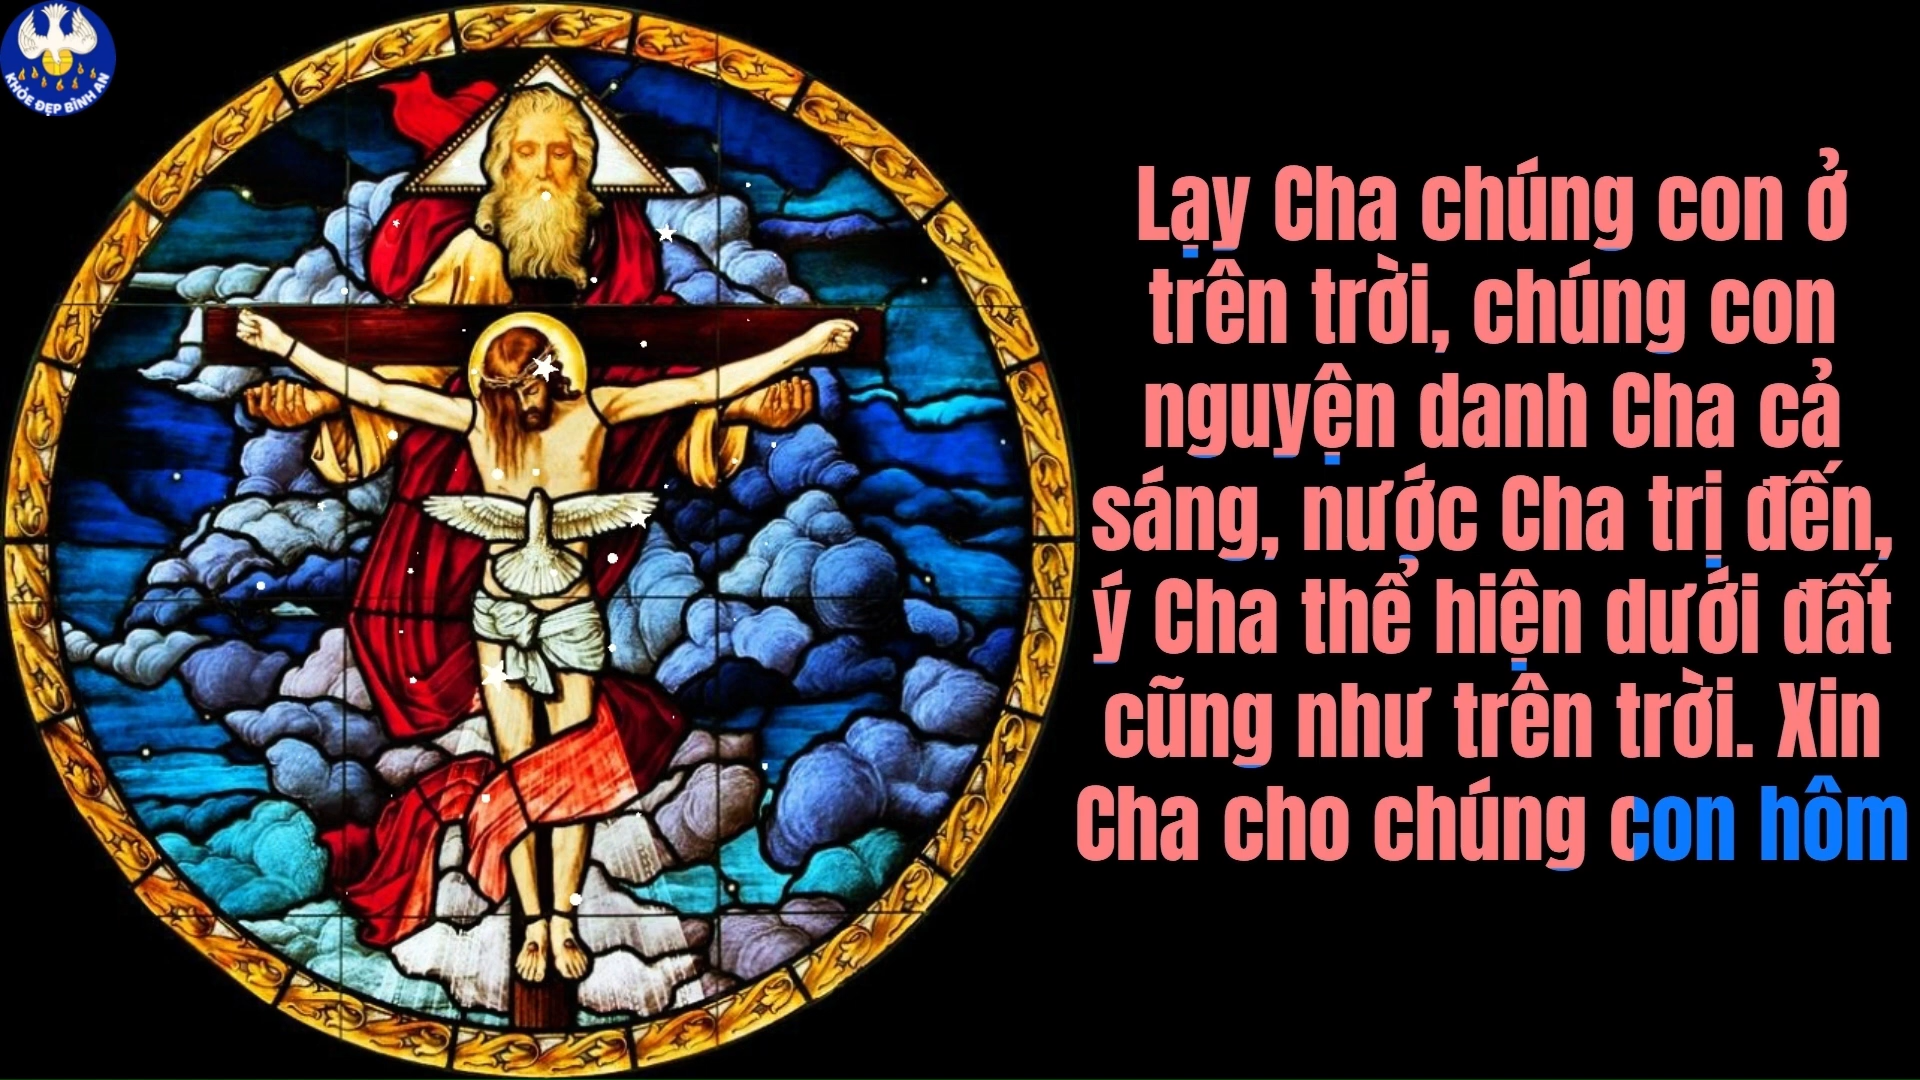 KHỎE ĐẸP BÌNH AN
Lạy Cha chúng con ở
trên trời, chúng con
nguyện danh Cha cả
sáng, nước Cha trị đến,
ý Cha thể hiện dưới đất
cũng như trên trời. Xin
Cha cho chúng con hôm